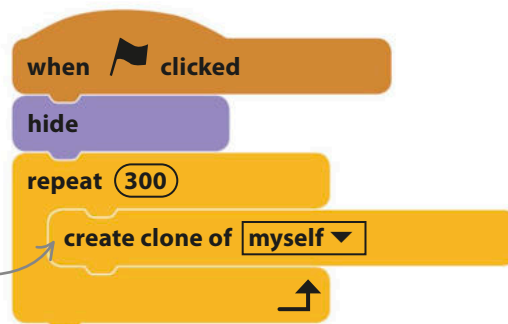 when clicked
hide
repeat 300
create clone of myself